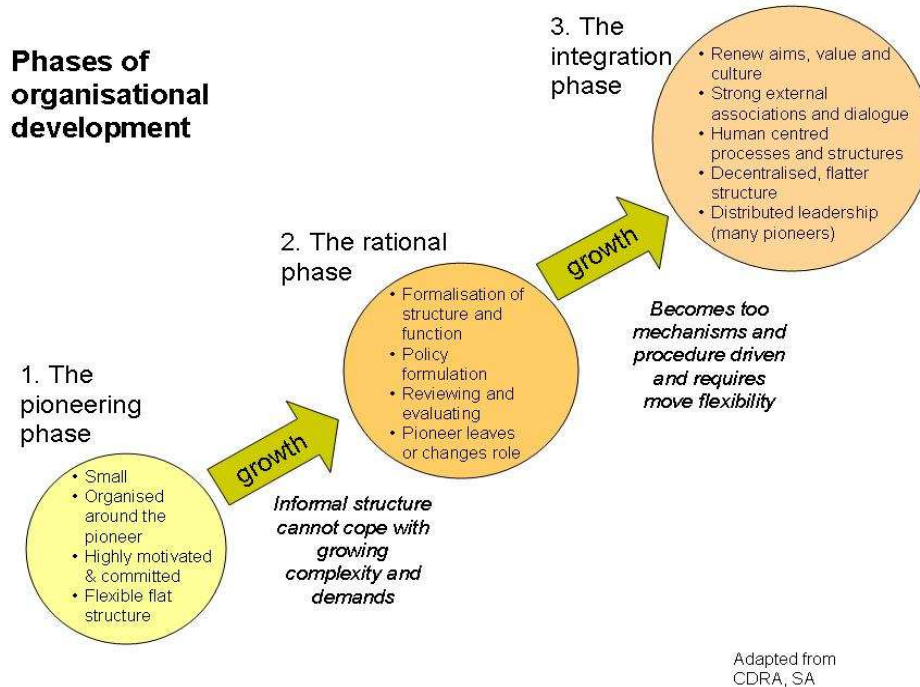 Phases of
organisational
development
1. The
pioneering
phase
• Small
• Organised
around the
pioneer
• Highly motivated
& committed
• Flexible flat
structure
growth
Informal structure
cannot cope with
growing
complexity and
demands
2. The rational
phase
• Formalisation of
structure and
function
• Policy
formulation
• Reviewing and
evaluating
• Pioneer leaves
or changes role
growth
Becomes too
mechanisms and
procedure driven
and requires
move flexibility
3. The
integration
phase
• Renew aims, value and
culture
• Strong external
associations and dialogue
• Human centred
processes and structures
• Decentralised, flatter
structure
• Distributed leadership
(many pioneers)
Adapted from
CDRA, SA